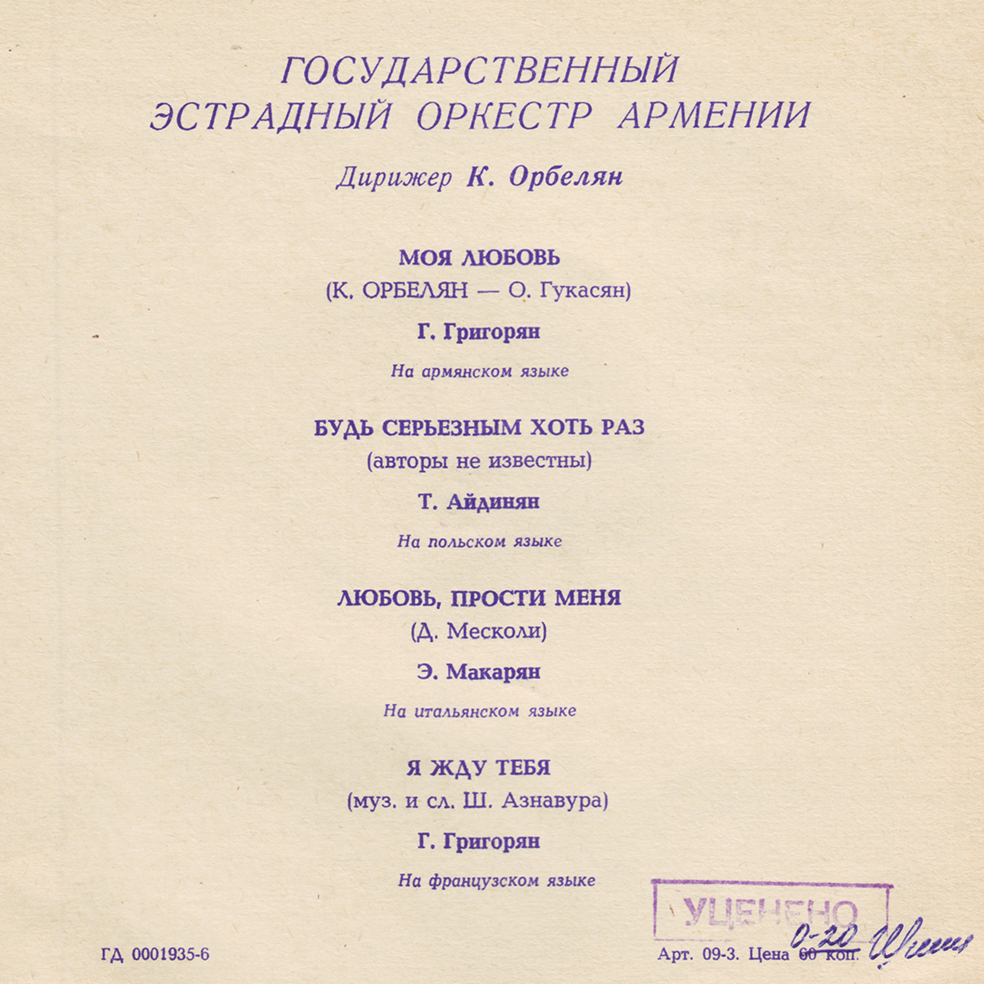 ГОСУДАРСТВЕННЫЙ
ЭСТРАДНЫЙ ОРКЕСТР АРМЕНИИ
Дирижер К. Орбелян
МОЯ ЛЮБОВЬ
(К. ОРБЕЛЯН — О. Гукасян)
Г. Григорян
На армянском языке
БУДЬ СЕРЬЕЗНЫМ ХОТЬ РАЗ
(авторы не известны)
Т. Айдинян
На польском языке
ЛЮБОВЬ, ПРОСТИ МЕНЯ
(Д. Месколи)
Э. Макарян
На итальянском языке
Я ЖДУ ТЕБЯ
(муз. и сл. Ш. Азнавура)
Г. Григорян
На французском языке
УЦЕНЕНО
0-20
ГД 0001935-6
Арт. 09-3. Цена 60 коп.